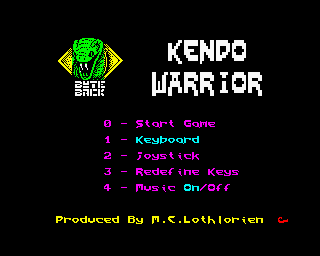 KENDO
WARRIOR
BYTE
BACK
0 - Start Game
1 - Keyboard
2 - Joystick
3 - Redefine Keys
4 - Music On/Off
Produced By M.C.Lothlorien